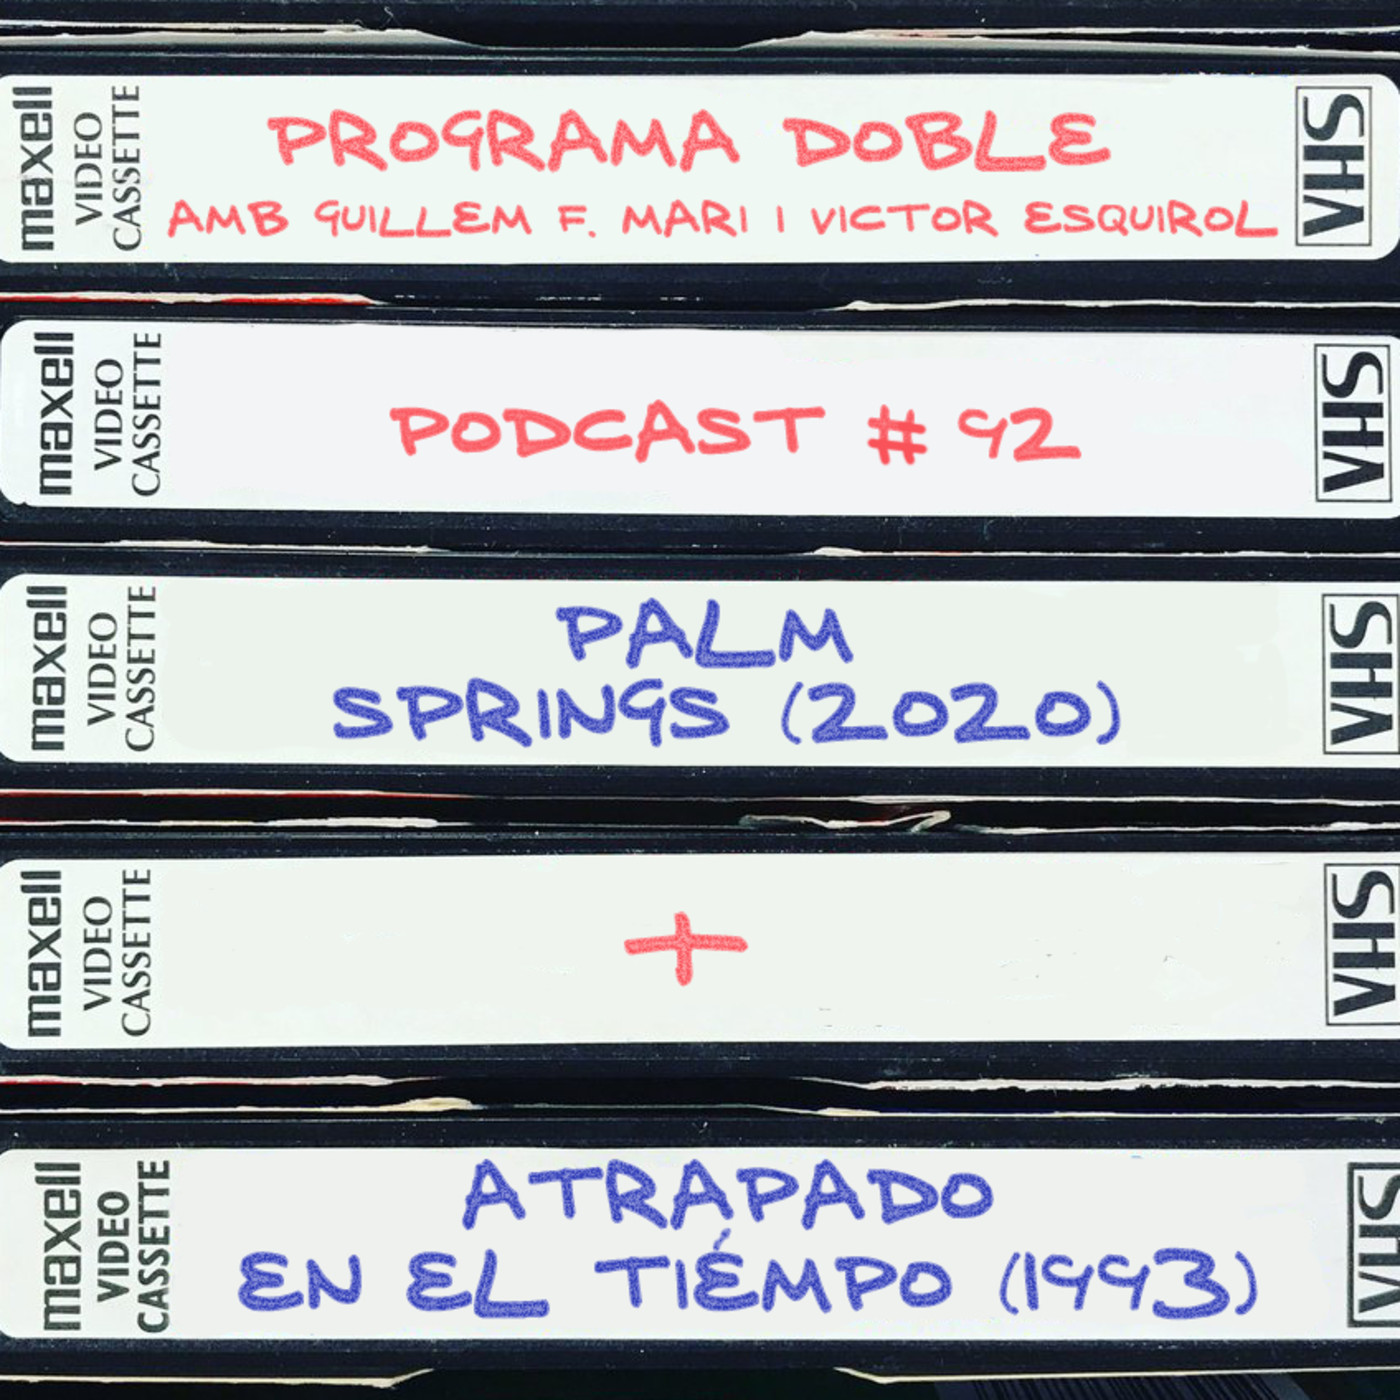 maxell
VIDEO
CASSETTE
PROGRAMA DOBLE
AMB GUILLEM F. MARI I VICTOR ESQUIROL
VHS
maxell
VIDEO
CASSETTE
PODCAST # 92
VHS
maxell
VIDEO
CASSETTE
PALM
SPRINGS (2020)
VHS
maxell
VIDEO
CASSETTE
+
VHS
maxell
VIDEO
CASSETTE
ATRAPADO
EN EL TIÉMPO (1993)
VHS